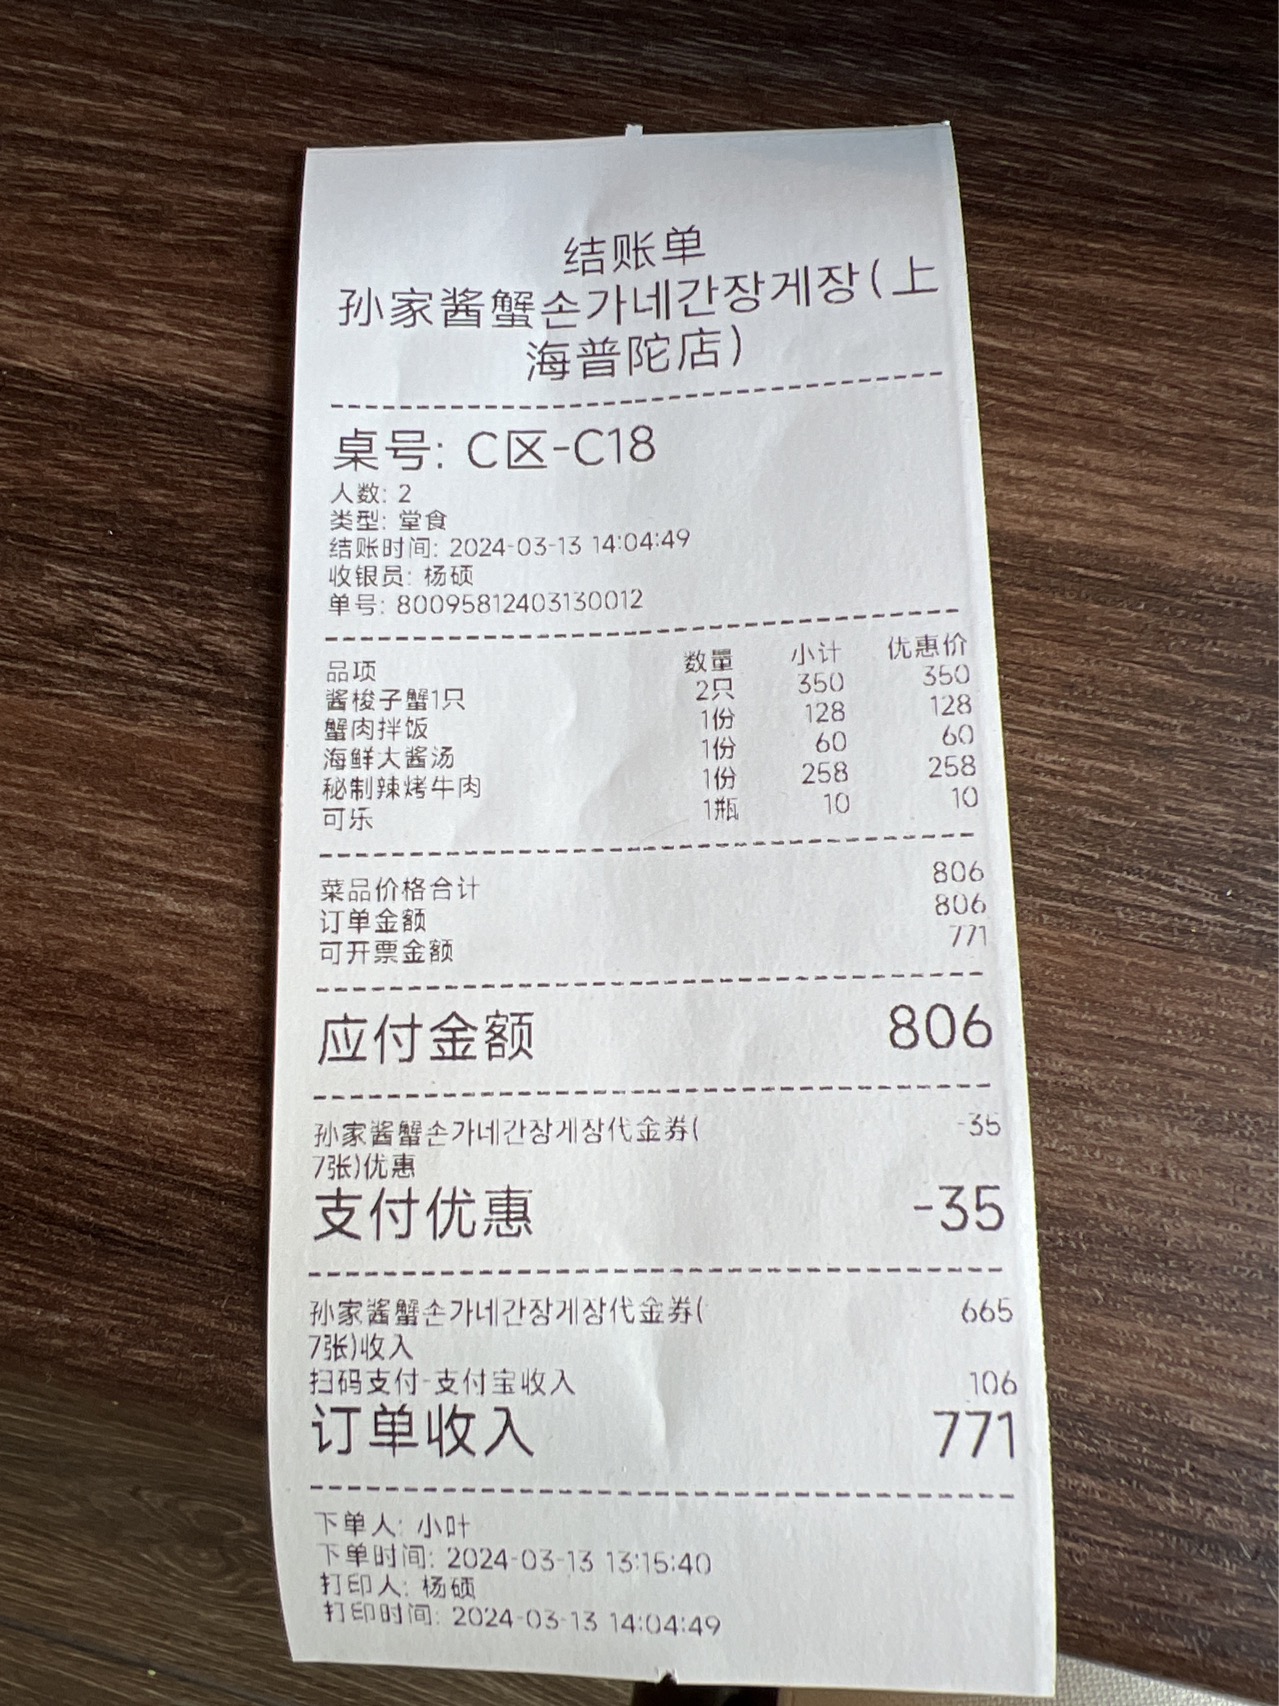 结账单
孙家酱蟹손가네간장게장(上
海普陀店)
桌号: C区-C18
人数: 2
类型: 堂食
结账时间: 2024-03-13 14:04:49
收银员: 杨硕
单号: 80095812403130012
品项 数量 小计 优惠价
酱梭子蟹1只 2只 350 350
蟹肉拌饭 1份 128 128
海鲜大酱汤 1份 60 60
秘制辣烤牛肉 1份 258 258
可乐 1瓶 10 10
菜品价格合计 806
订单金额 806
可开票金额 771
应付金额 806
孙家酱蟹손가네간장게장代金券( -35
7张)优惠
支付优惠 -35
孙家酱蟹손가네간장게장代金券( 665
7张)收入
扫码支付-支付宝收入 106
订单收入 771
下单人: 小叶
下单时间: 2024-03-13 13:15:40
打印人: 杨硕
打印时间: 2024-03-13 14:04:49